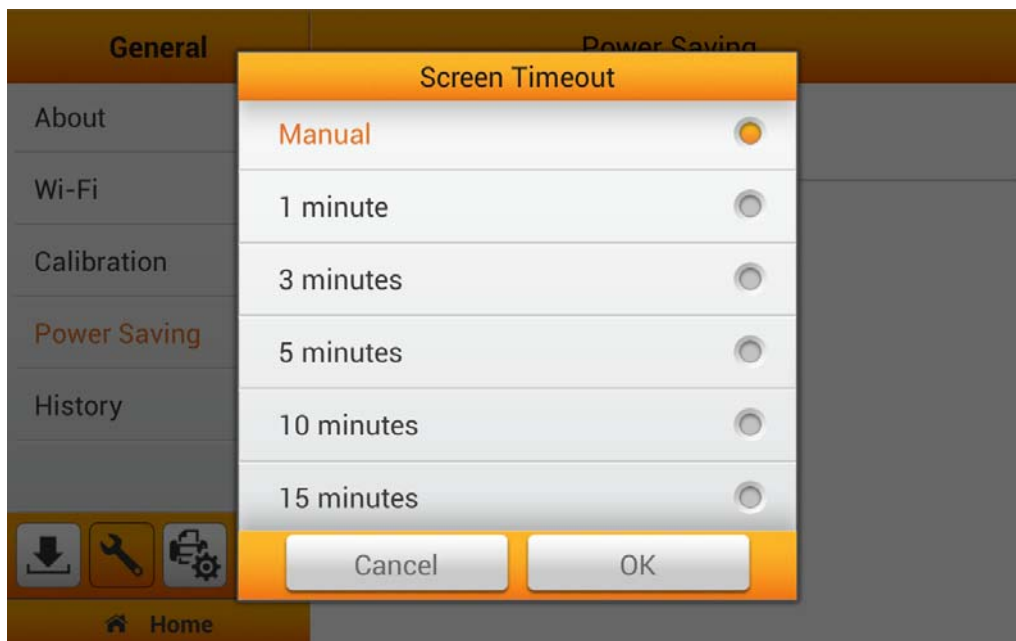 General
Power Saving
Screen Timeout
About
Wi-Fi
Calibration
Power Saving
History
Manual
1 minute
3 minutes
5 minutes
10 minutes
15 minutes
Cancel
OK
Home